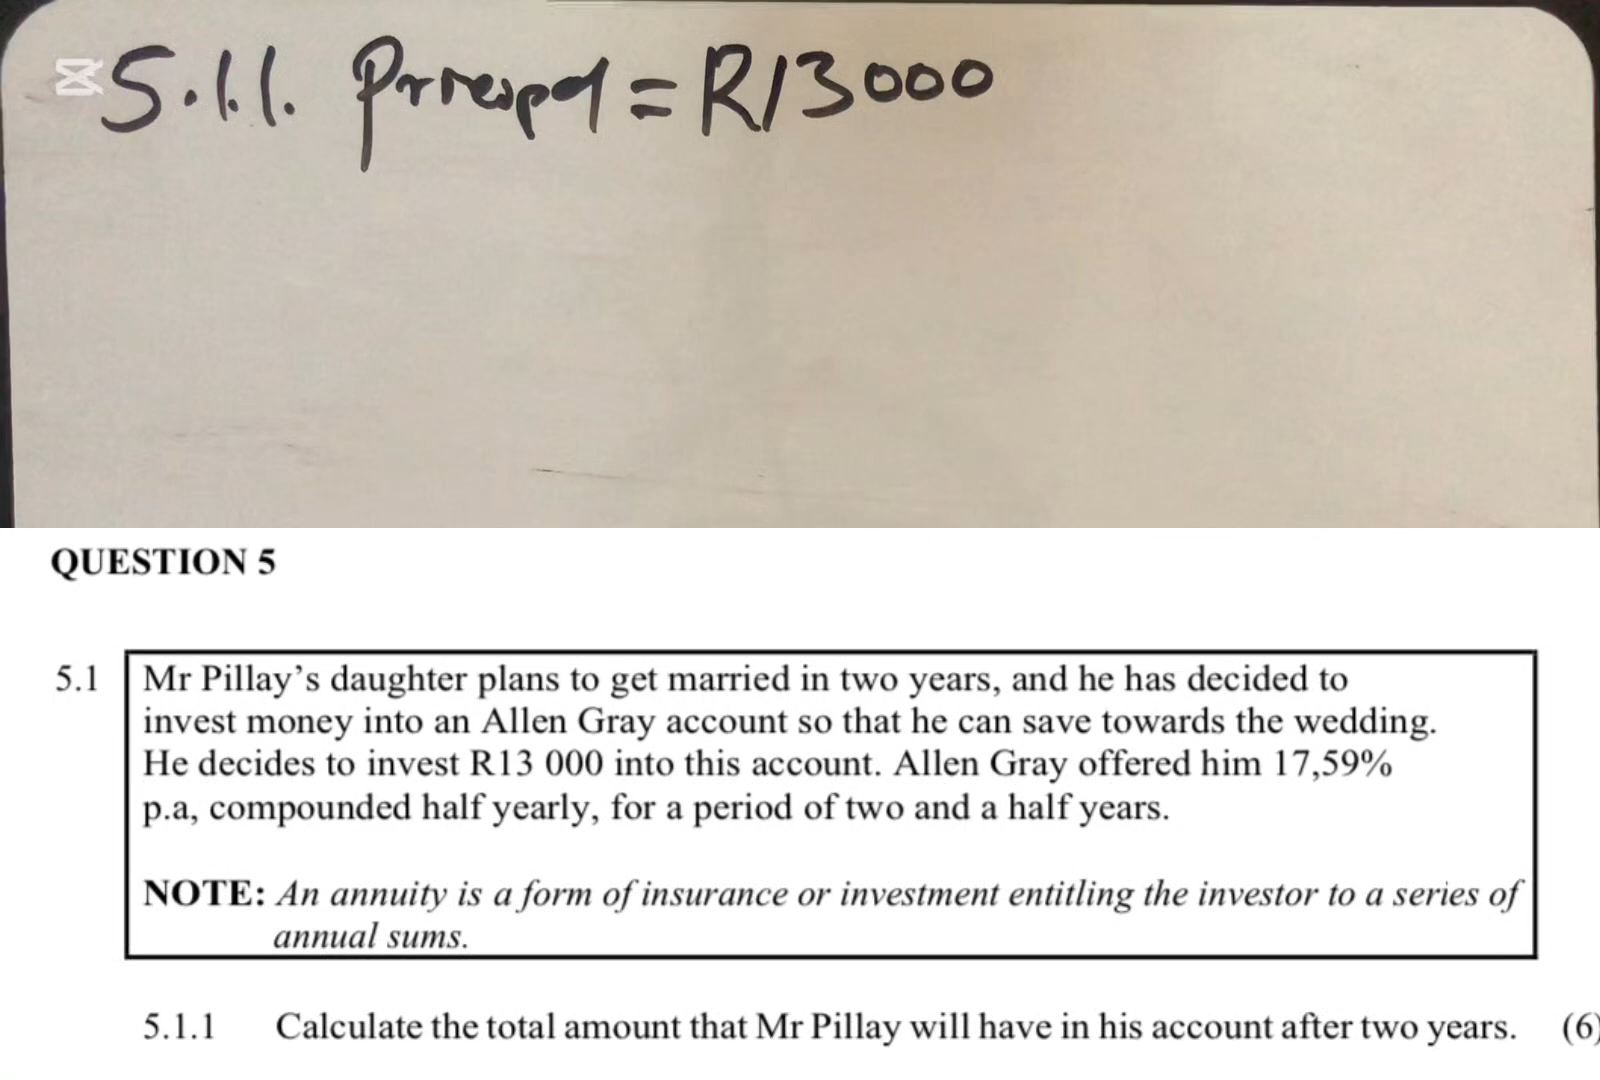 5.1.1. Principal = R13000
QUESTION 5
5.1 Mr Pillay's daughter plans to get married in two years, and he has decided to
invest money into an Allen Gray account so that he can save towards the wedding.
He decides to invest R13 000 into this account. Allen Gray offered him 17,59%
p.a, compounded half yearly, for a period of two and a half years.
NOTE: An annuity is a form of insurance or investment entitling the investor to a series of
annual sums.
5.1.1 Calculate the total amount that Mr Pillay will have in his account after two years. (6)